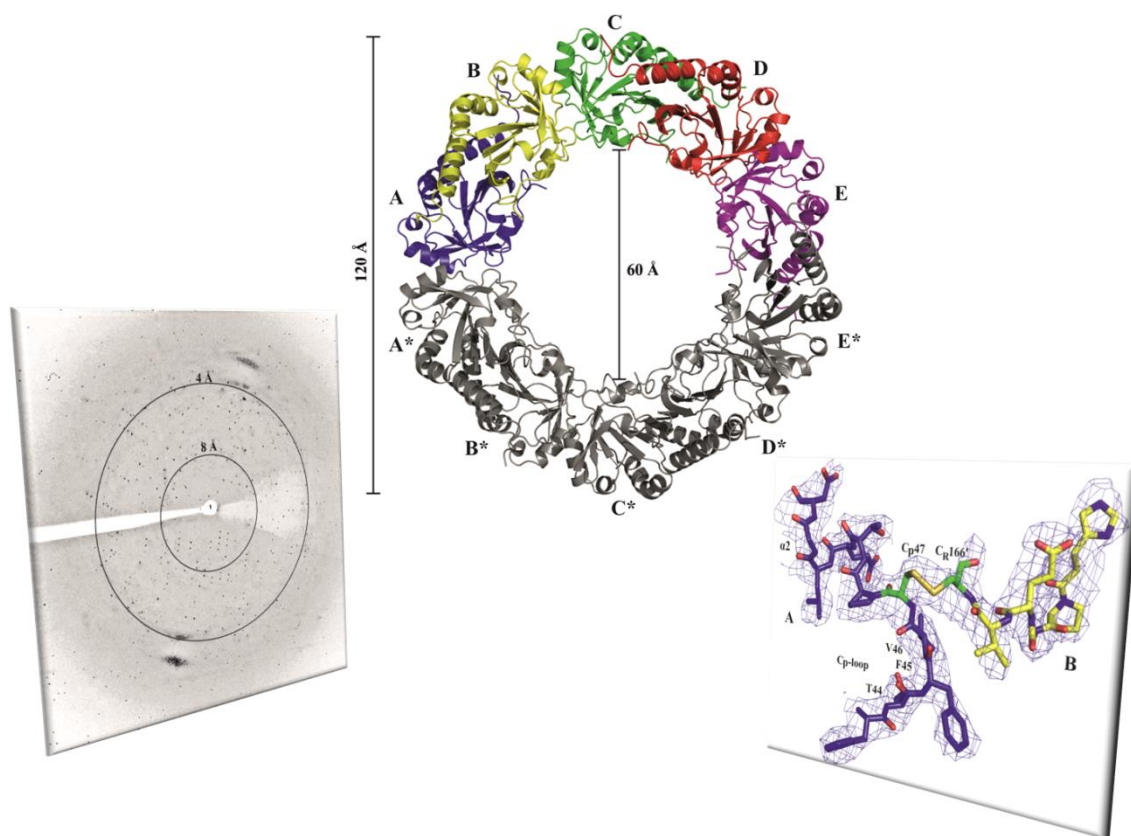 C
B
D
A
E
120 Å
60 Å
A*
E*
B*
D*
C*
4 Å
8 Å
α2
Cp47
CR166'
A
V46
F45
Cp-loop
T44
B